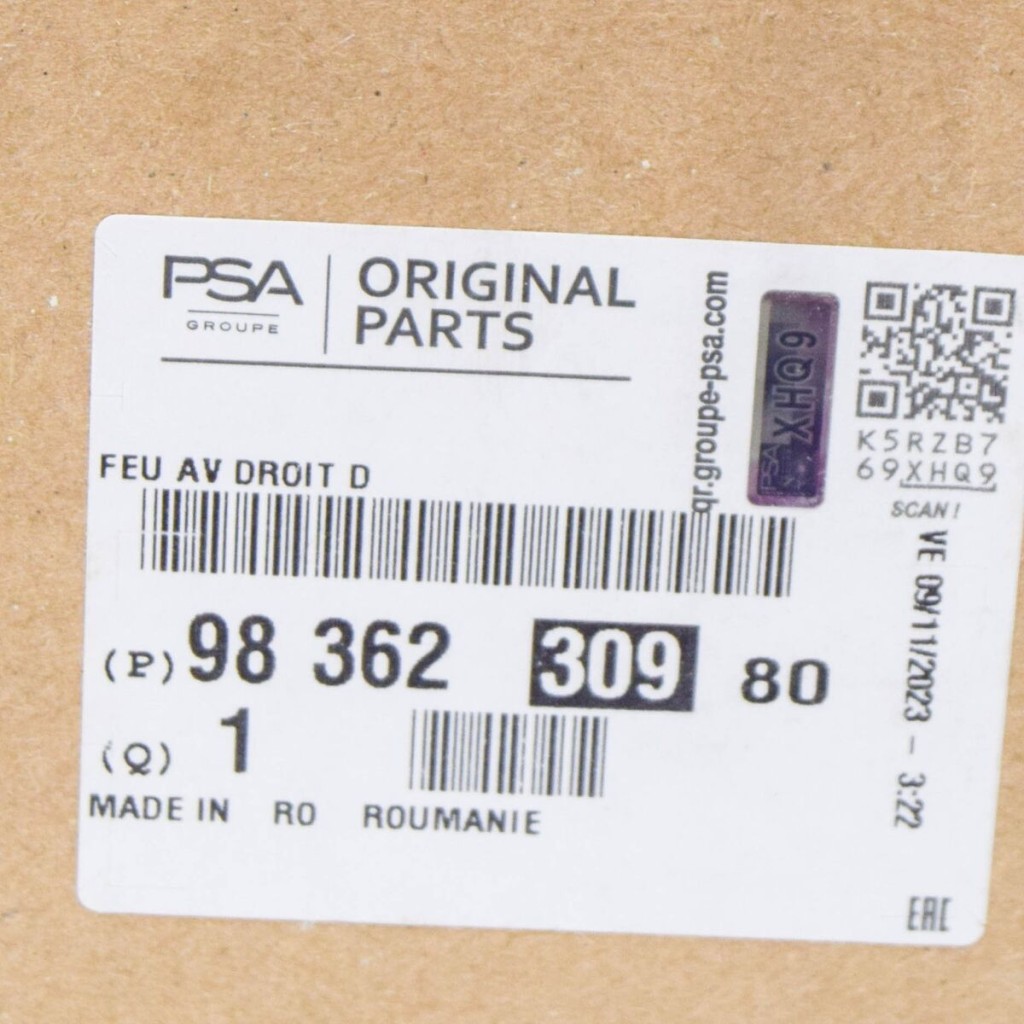 PSA
GROUPE
ORIGINAL
PARTS
qr.groupe-psa.com
PSA
XHQ9
K5RZB7
69XHQ9
SCAN!
FEU AV DROIT D
(P) 98 362 309 80
(Q) 1
MADE IN RO ROUMANIE
VE 09/11/2023 - 3:22
EAC